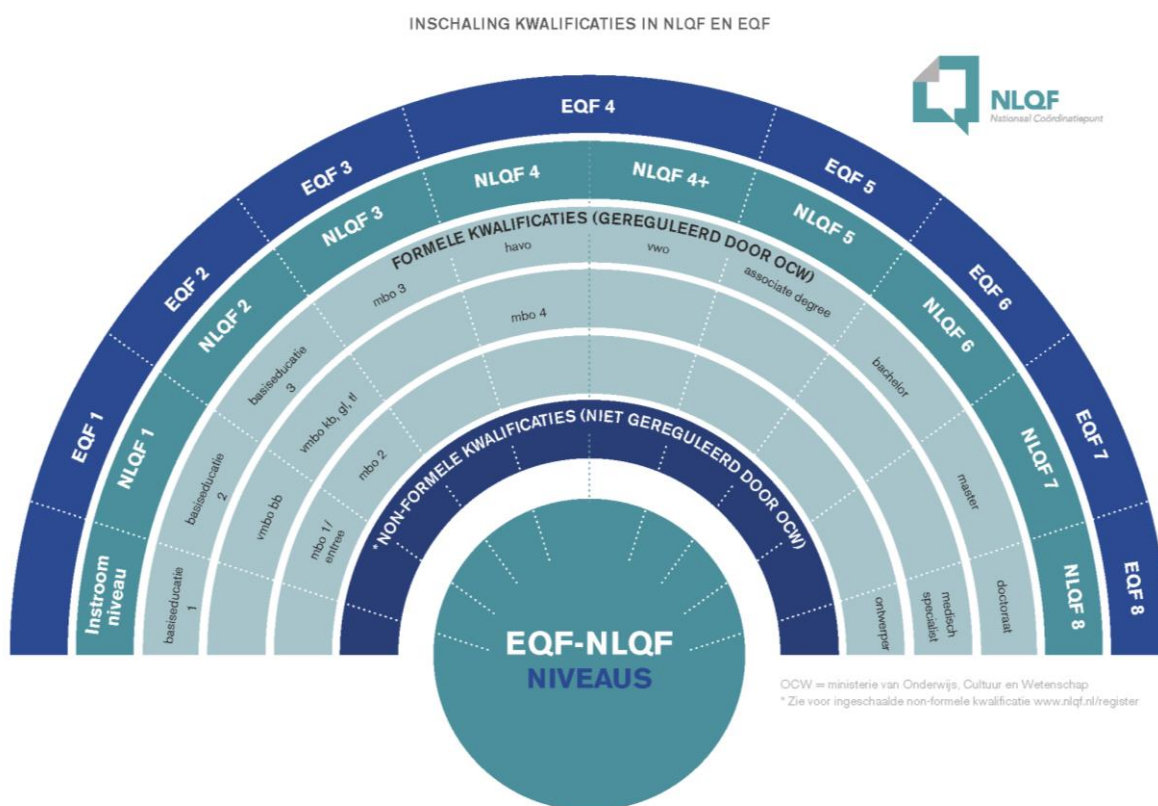 INSCHALING KWALIFICATIES IN NLQF EN EQF
NLQF
Nationaal Coördinatiepunt
EQF 1
EQF 2
EQF 3
EQF 4
EQF 5
EQF 6
EQF 7
EQF 8
Instroom
niveau
NLQF 1
NLQF 2
NLQF 3
NLQF 4
NLQF 4+
NLQF 5
NLQF 6
NLQF 7
NLQF 8
FORMELE KWALIFICATIES (GEREGULEERD DOOR OCW)
basiseducatie
1
basiseducatie
2
basiseducatie
3
mbo 3
havo
vwo
associate degree
bachelor
master
doctoraat
vmbo bb
vmbo kb, gl, tl
mbo 4
medisch
specialist
mbo 1/
entree
mbo 2
ontwerper
*NON-FORMELE KWALIFICATIES (NIET GEREGULEERD DOOR OCW)
EQF-NLQF
NIVEAUS
OCW = ministerie van Onderwijs, Cultuur en Wetenschap
* Zie voor ingeschaalde non-formele kwalificatie www.nlqf.nl/register